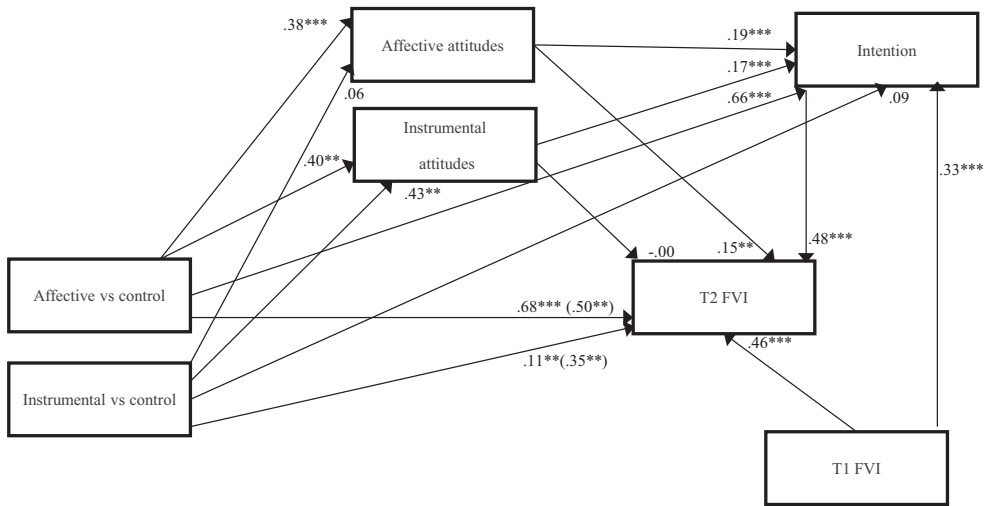 .38***
Affective attitudes
.19***
Intention
.17***
.06
.66***
.09
Instrumental
attitudes
.40**
.43**
.33***
.48***
.15**
-.00
Affective vs control
T2 FVI
.68*** (.50**)
.46***
.11**(.35**)
Instrumental vs control
T1 FVI